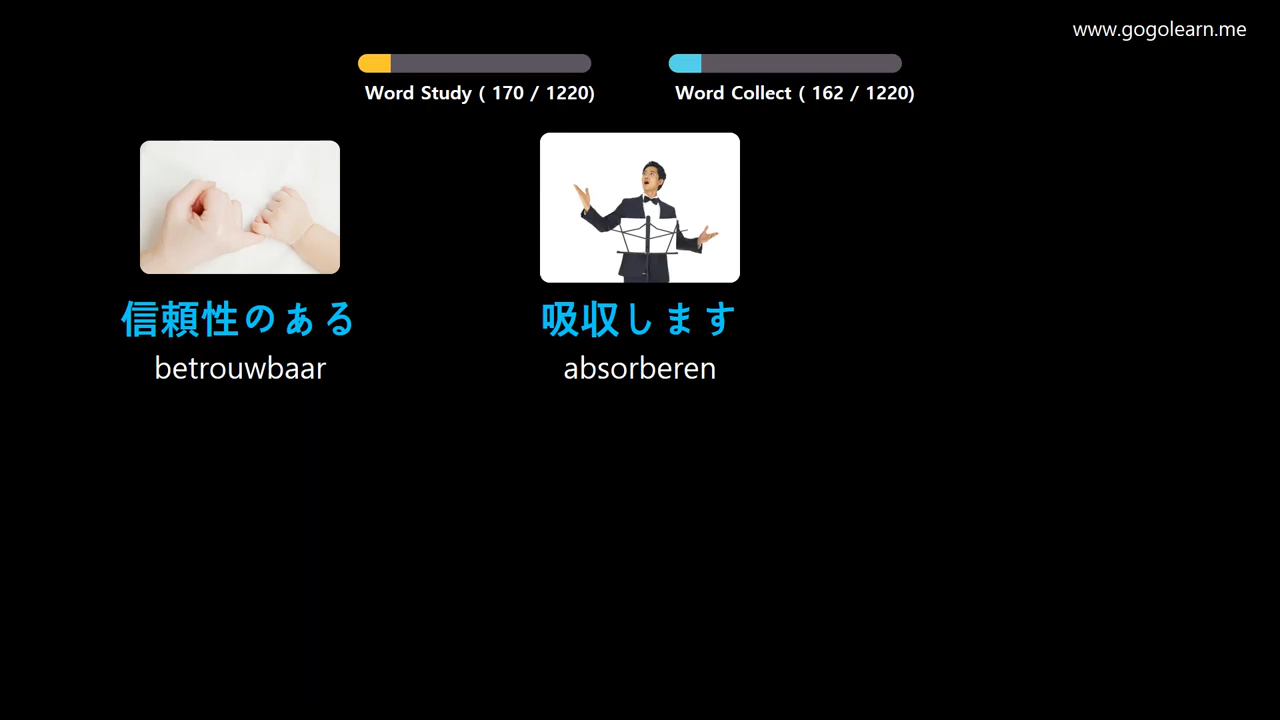 www.gogolearn.me
Word Study ( 170 / 1220)
Word Collect ( 162 / 1220)
信頼性のある
betrouwbaar
吸収します
absorberen